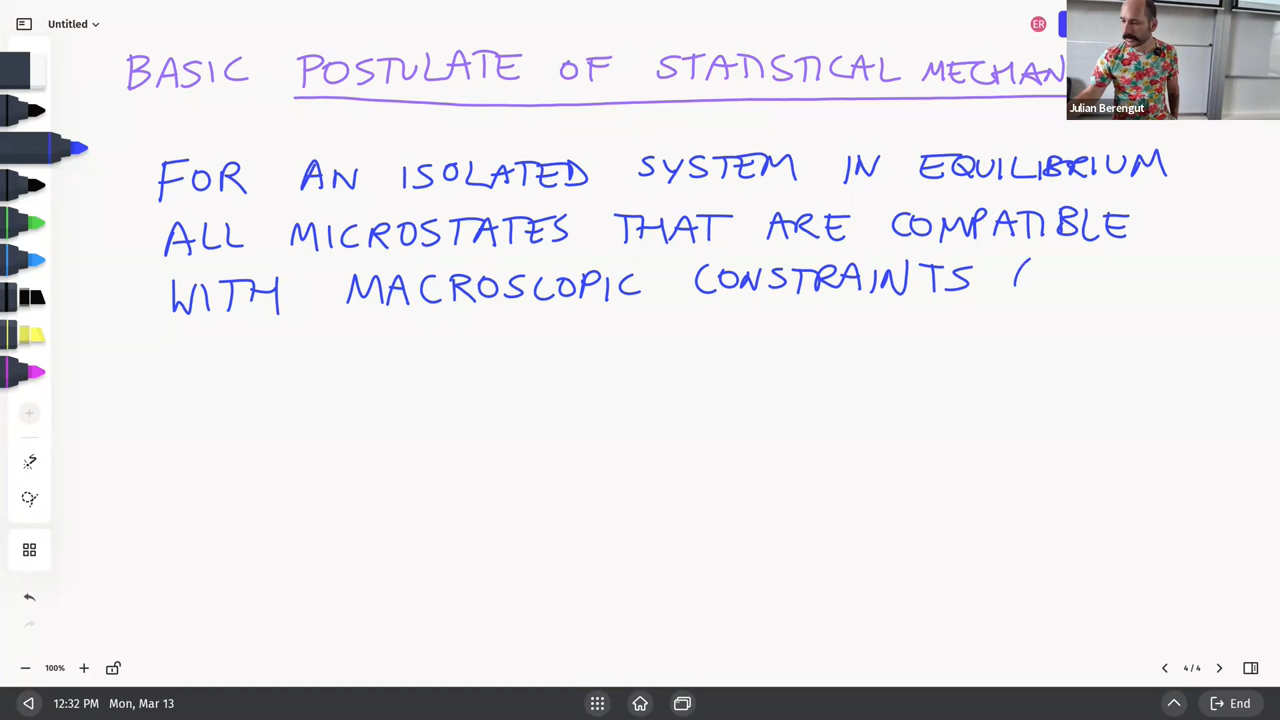 Untitled
ER
BASIC POSTULATE OF STATISTICAL MECHAN
Julian Berengut
FOR AN ISOLATED SYSTEM IN EQUILIBRIUM
ALL MICROSTATES THAT ARE COMPATIBLE
WITH MACROSCOPIC CONSTRAINTS (
100%
4/4
12:32 PM Mon, Mar 13
End